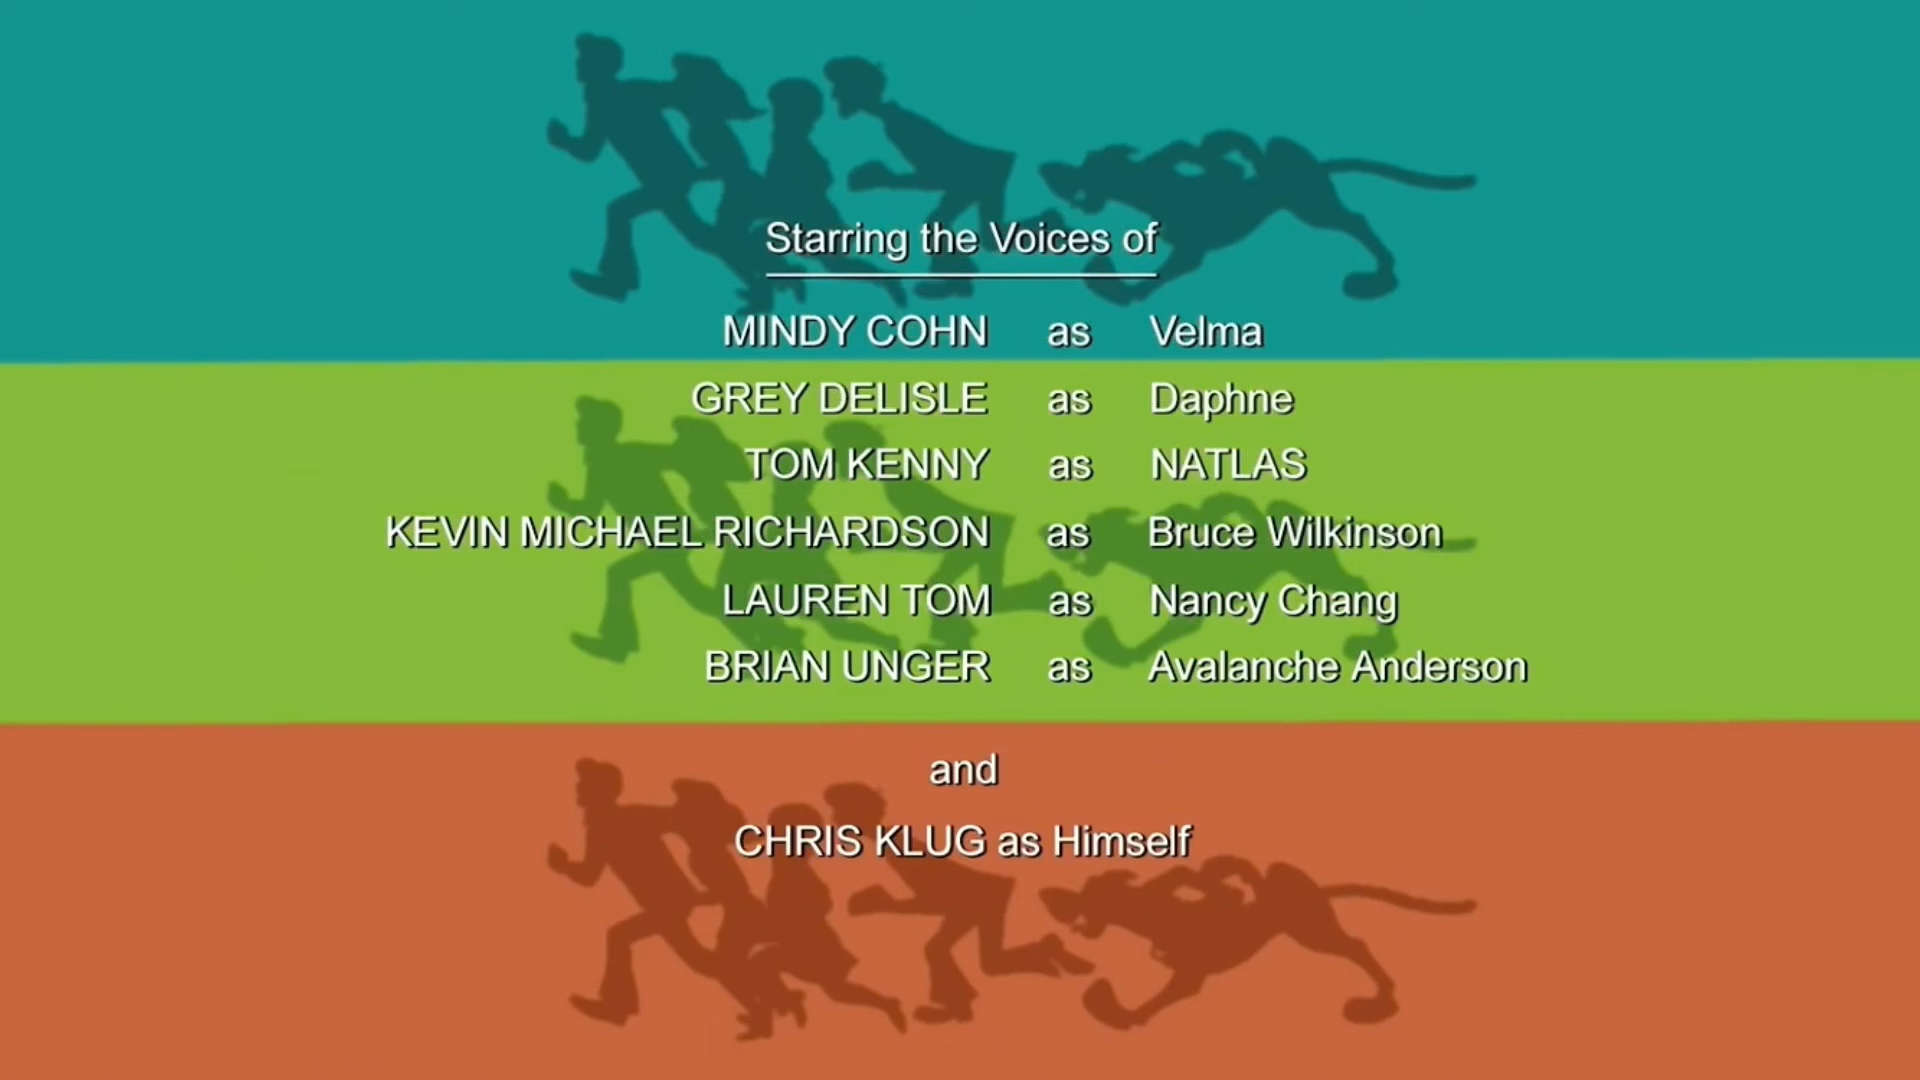 Starring the Voices of
MINDY COHN as Velma
GREY DELISLE as Daphne
TOM KENNY as NATLAS
KEVIN MICHAEL RICHARDSON as Bruce Wilkinson
LAUREN TOM as Nancy Chang
BRIAN UNGER as Avalanche Anderson
and
CHRIS KLUG as Himself